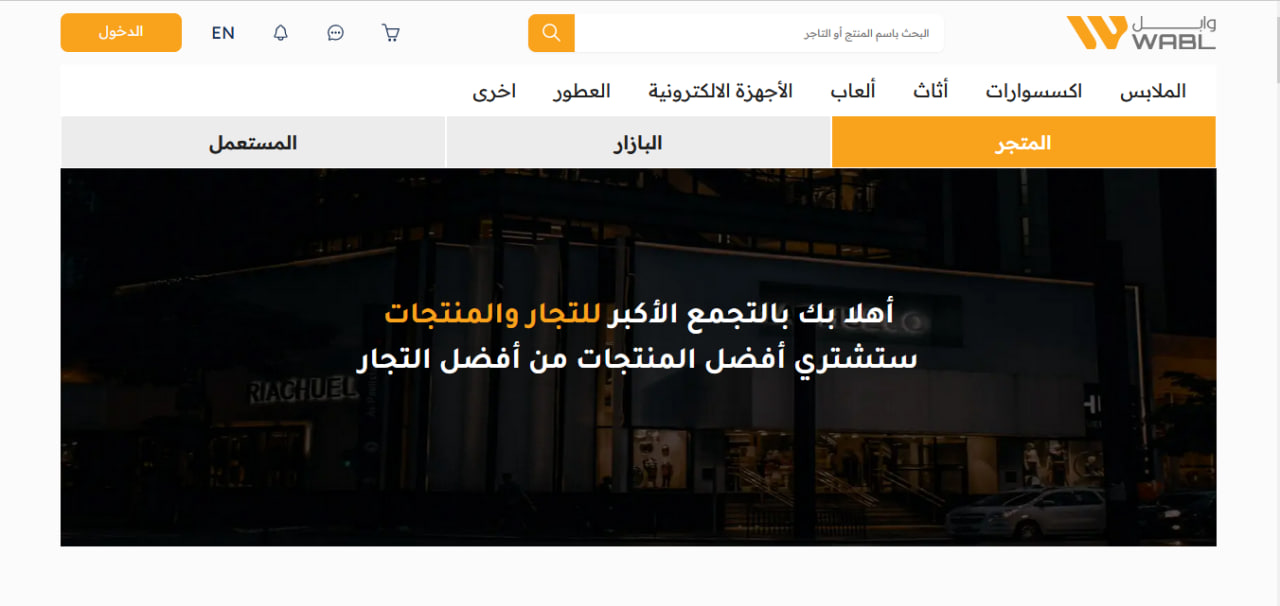 وابل
WABL
البحث باسم المنتج أو التاجر
EN
الدخول
الملابس
اكسسوارات
أثاث
ألعاب
الأجهزة الالكترونية
العطور
اخرى
المتجر
البازار
المستعمل
أهلا بك بالتجمع الأكبر للتجار والمنتجات
ستشتري أفضل المنتجات من أفضل التجار
RIACHUEL